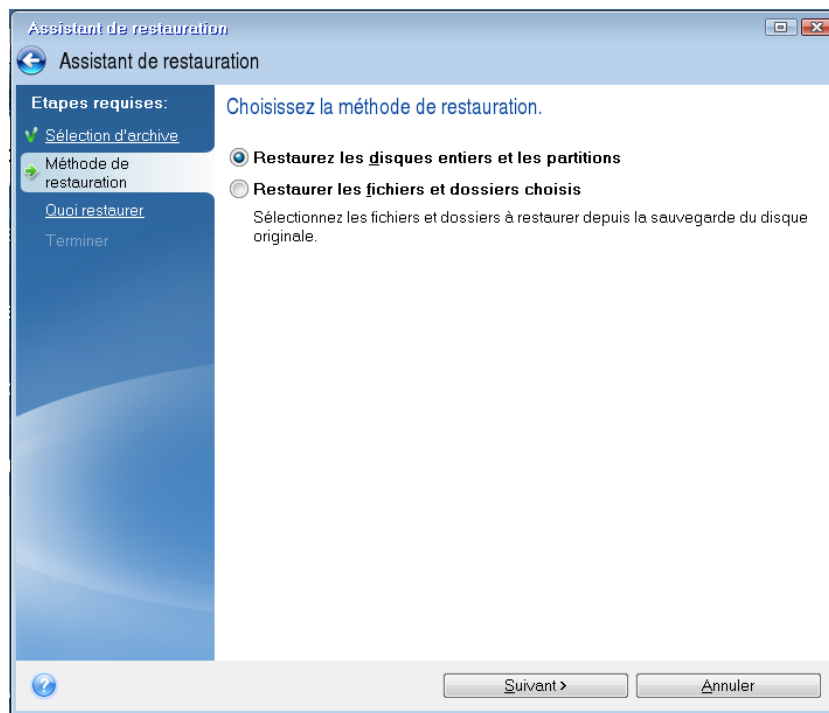 Assistant de restauration
Assistant de restauration
Etapes requises:
Sélection d'archive
Méthode de
restauration
Quoi restaurer
Terminer
Choisissez la méthode de restauration.
Restaurez les disques entiers et les partitions
Restaurer les fichiers et dossiers choisis
Sélectionnez les fichiers et dossiers à restaurer depuis la sauvegarde du disque
originale.
Suivant >
Annuler